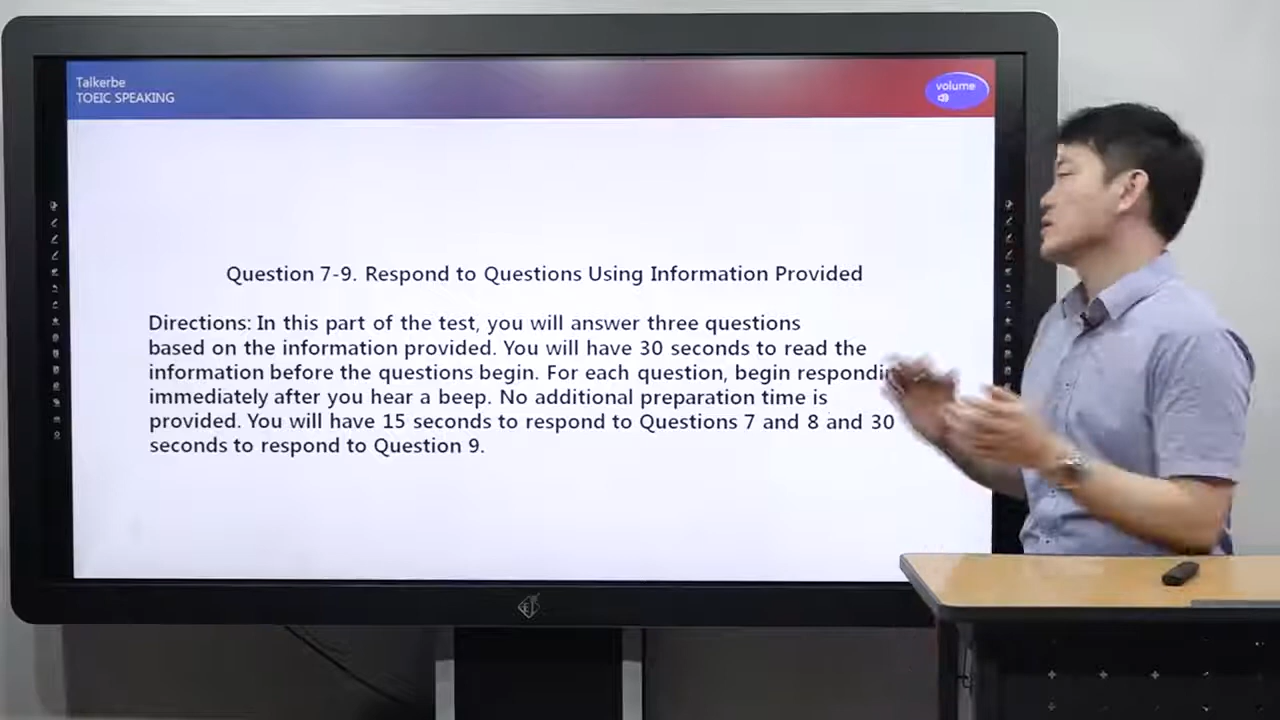 Talkerbe
TOEIC SPEAKING
volume
Question 7-9. Respond to Questions Using Information Provided
Directions: In this part of the test, you will answer three questions
based on the information provided. You will have 30 seconds to read the
information before the questions begin. For each question, begin respondin
immediately after you hear a beep. No additional preparation time is
provided. You will have 15 seconds to respond to Questions 7 and 8 and 30
seconds to respond to Question 9.